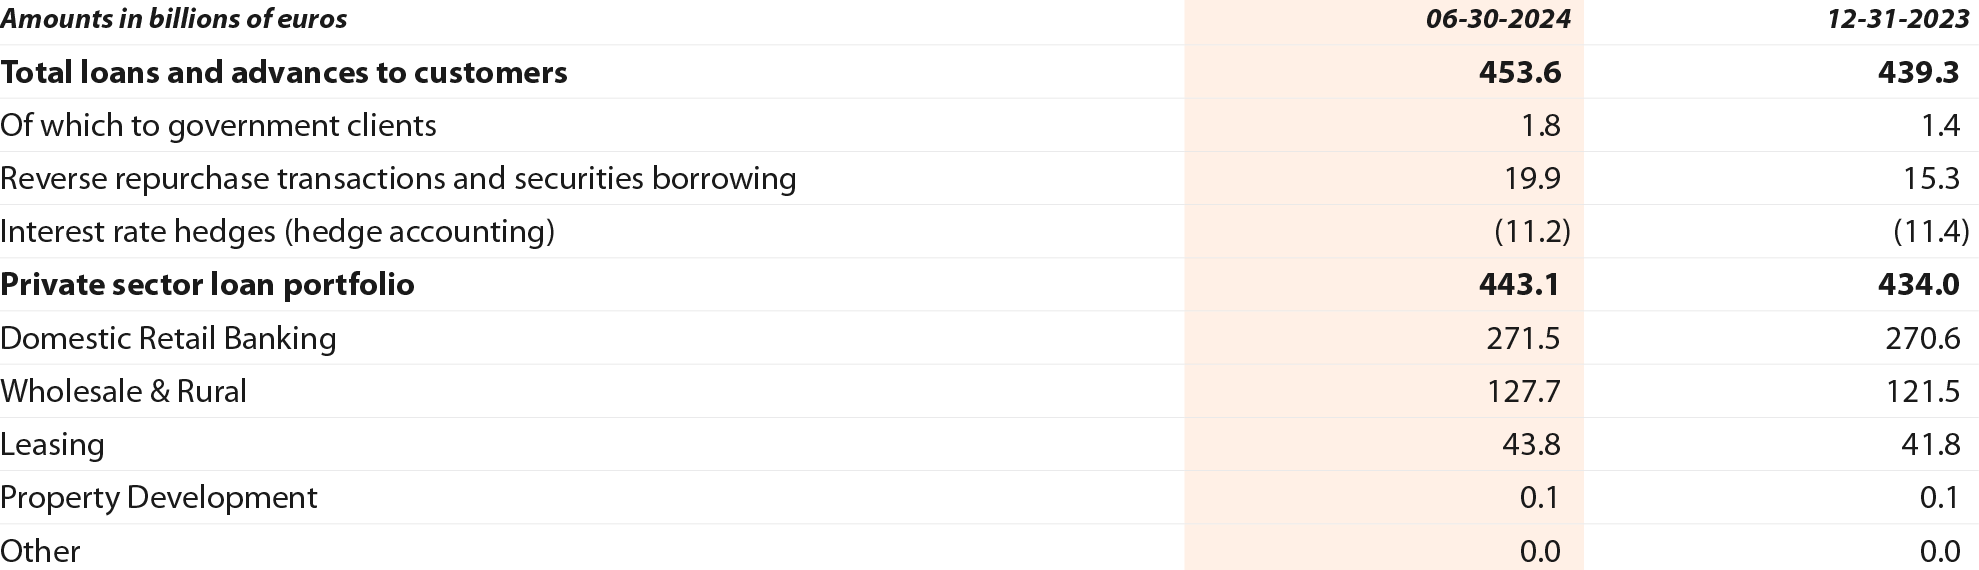 Amounts in billions of euros 06-30-2024 12-31-2023
Total loans and advances to customers 453.6 439.3
Of which to government clients 1.8 1.4
Reverse repurchase transactions and securities borrowing 19.9 15.3
Interest rate hedges (hedge accounting) (11.2) (11.4)
Private sector loan portfolio 443.1 434.0
Domestic Retail Banking 271.5 270.6
Wholesale & Rural 127.7 121.5
Leasing 43.8 41.8
Property Development 0.1 0.1
Other 0.0 0.0